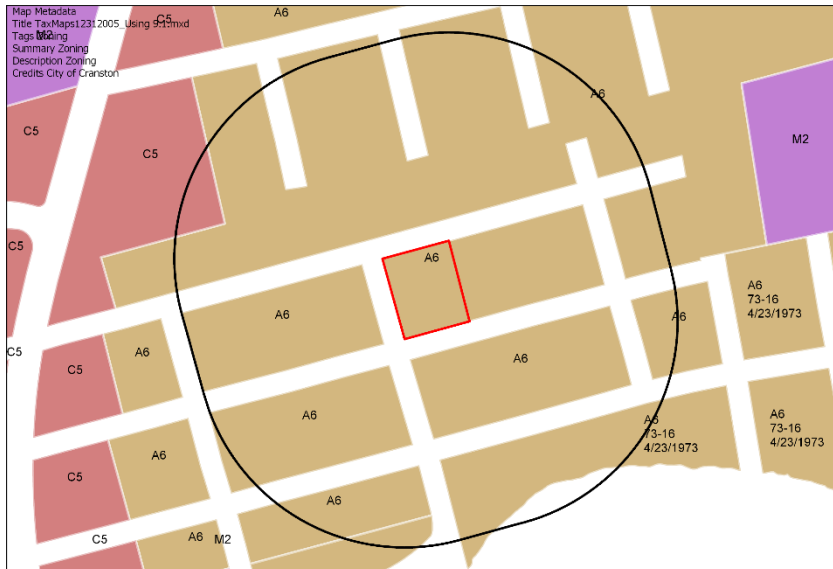 Map Metadata
Title TaxMaps12312005_Using 9.1.mxd
Tags Zoning
Summary Zoning
Description Zoning
Credits City of Cranston
M2
C5
A6
A6
C5
C5
M2
C5
A6
A6
73-16
4/23/1973
A6
A6
C5
A6
A6
C5
A6
A6
A6
73-16
4/23/1973
A6
73-16
4/23/1973
A6
C5
A6
C5
A6
M2